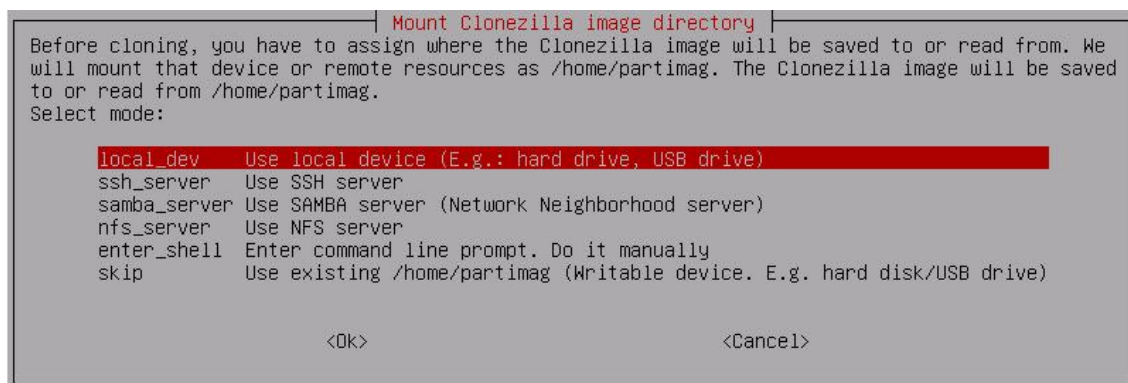 Mount Clonezilla image directory
Before cloning, you have to assign where the Clonezilla image will be saved to or read from. We
will mount that device or remote resources as /home/partimag. The Clonezilla image will be saved
to or read from /home/partimag.
Select mode:
local_dev Use local device (E.g.: hard drive, USB drive)
ssh_server Use SSH server
samba_server Use SAMBA server (Network Neighborhood server)
nfs_server Use NFS server
enter_shell Enter command line prompt. Do it manually
skip Use existing /home/partimag (Writable device. E.g. hard disk/USB drive)
<Ok> <Cancel>